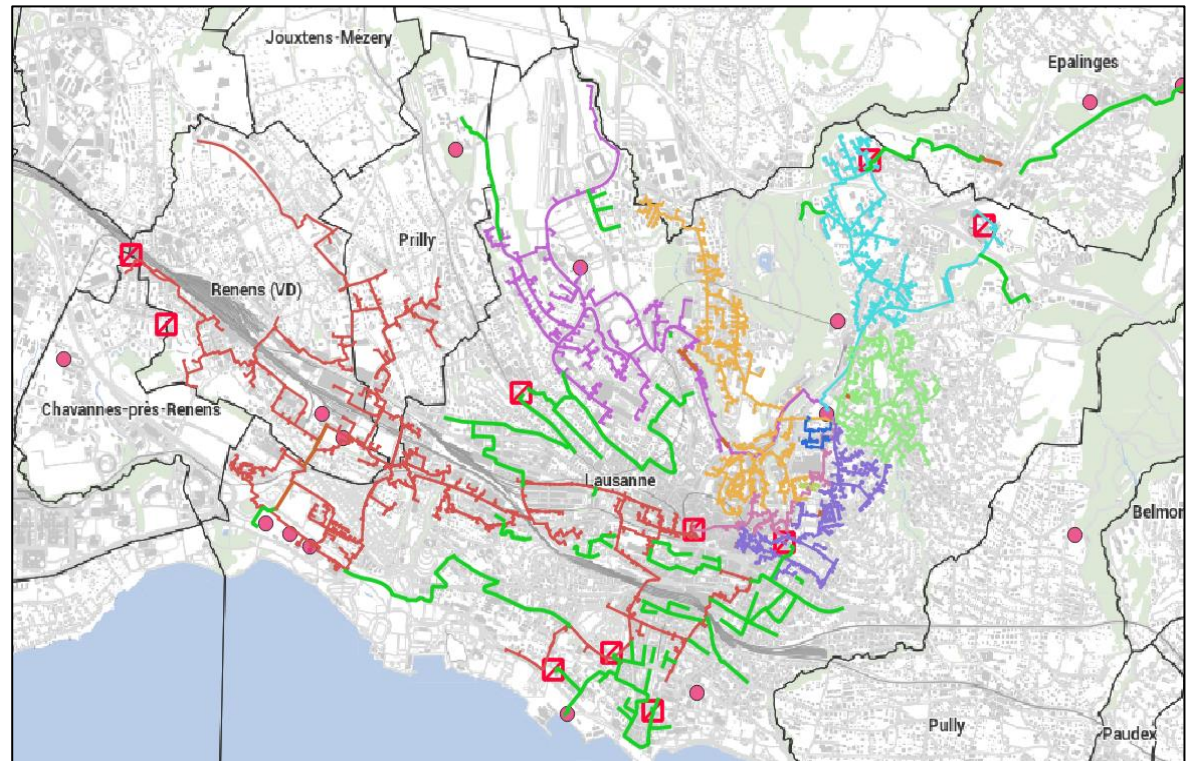 Jouxtens-Mézery
Epalinges
Prilly
Renens (VD)
Chavannes-près-Renens
Lausanne
Belmon
Pully
Paudex